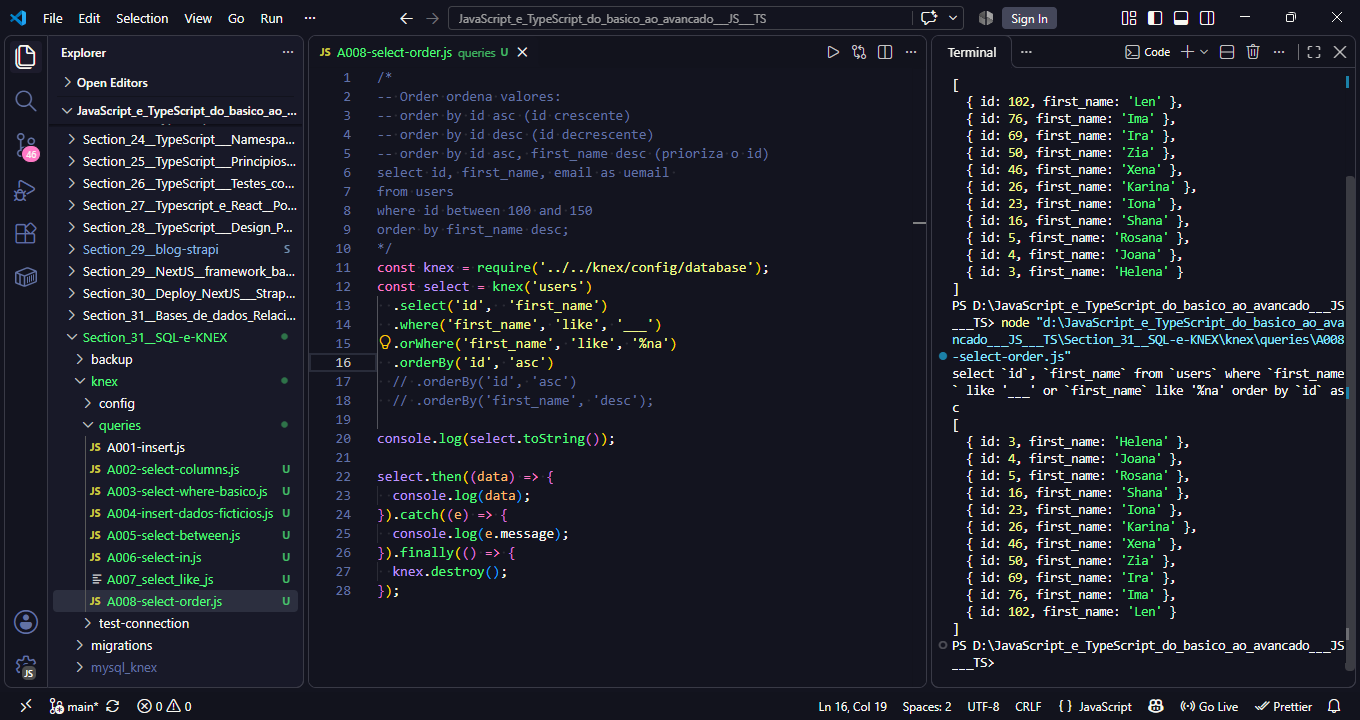 File Edit Selection View Go Run ···
JavaScript_e_TypeScript_do_basico_ao_avancado___JS___TS
Sign In
Explorer
Open Editors
JavaScript_e_TypeScript_do_basico_ao_...
Section_24__TypeScript___Namespa...
Section_25__TypeScript___Principios...
Section_26__TypeScript___Testes_co...
Section_27__Typescript_e_React__Po...
Section_28__TypeScript___Design_P...
Section_29__blog-strapi S
Section_29__NextJS__framework_ba...
Section_30__Deploy_NextJS___Strap...
Section_31__Bases_de_dados_Relaci...
Section_31__SQL-e-KNEX
backup
knex
config
queries
JS A001-insert.js
JS A002-select-columns.js U
JS A003-select-where-basico.js U
JS A004-insert-dados-ficticios.js U
JS A005-select-between.js U
JS A006-select-in.js U
A007_select_like_js U
JS A008-select-order.js U
test-connection
migrations
mysql_knex
46
JS
JS A008-select-order.js queries U
1 /*
2 -- Order ordena valores:
3 -- order by id asc (id crescente)
4 -- order by id desc (id decrescente)
5 -- order by id asc, first_name desc (prioriza o id)
6 select id, first_name, email as uemail
7 from users
8 where id between 100 and 150
9 order by first_name desc;
10 */
11 const knex = require('../../knex/config/database');
12 const select = knex('users')
13 .select('id', 'first_name')
14 .where('first_name', 'like', '___')
15 .orWhere('first_name', 'like', '%na')
16 .orderBy('id', 'asc')
17 // .orderBy('id', 'asc')
18 // .orderBy('first_name', 'desc');
19
20 console.log(select.toString());
21
22 select.then((data) => {
23 console.log(data);
24 }).catch((e) => {
25 console.log(e.message);
26 }).finally(() => {
27 knex.destroy();
28 });
Terminal
Code
[
{ id: 102, first_name: 'Len' },
{ id: 76, first_name: 'Ima' },
{ id: 69, first_name: 'Ira' },
{ id: 50, first_name: 'Zia' },
{ id: 46, first_name: 'Xena' },
{ id: 26, first_name: 'Karina' },
{ id: 23, first_name: 'Iona' },
{ id: 16, first_name: 'Shana' },
{ id: 5, first_name: 'Rosana' },
{ id: 4, first_name: 'Joana' },
{ id: 3, first_name: 'Helena' }
]
PS D:\JavaScript_e_TypeScript_do_basico_ao_avancado___JS
___TS> node "d:\JavaScript_e_TypeScript_do_basico_ao_ava
ncado___JS___TS\Section_31__SQL-e-KNEX\knex\queries\A008
-select-order.js"
select `id`, `first_name` from `users` where `first_name
` like '___' or `first_name` like '%na' order by `id` as
c
[
{ id: 3, first_name: 'Helena' },
{ id: 4, first_name: 'Joana' },
{ id: 5, first_name: 'Rosana' },
{ id: 16, first_name: 'Shana' },
{ id: 23, first_name: 'Iona' },
{ id: 26, first_name: 'Karina' },
{ id: 46, first_name: 'Xena' },
{ id: 50, first_name: 'Zia' },
{ id: 69, first_name: 'Ira' },
{ id: 76, first_name: 'Ima' },
{ id: 102, first_name: 'Len' }
]
PS D:\JavaScript_e_TypeScript_do_basico_ao_avancado___JS
___TS>
main* 0 0 Ln 16, Col 19 Spaces: 2 UTF-8 CRLF { } JavaScript Go Live Prettier